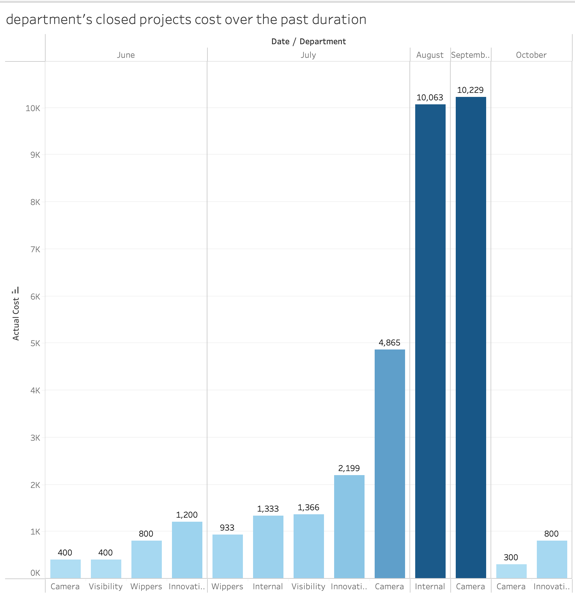 department's closed projects cost over the past duration
Date / Department
June July August Septemb.. October
10K
9K
8K
7K
6K
5K
4K
3K
2K
1K
0K
Actual Cost
400 400 800 1,200 933 1,333 1,366 2,199 4,865 10,063 10,229 300 800
Camera Visibility Wippers Innovati.. Wippers Internal Visibility Innovati.. Camera Internal Camera Camera Innovati..